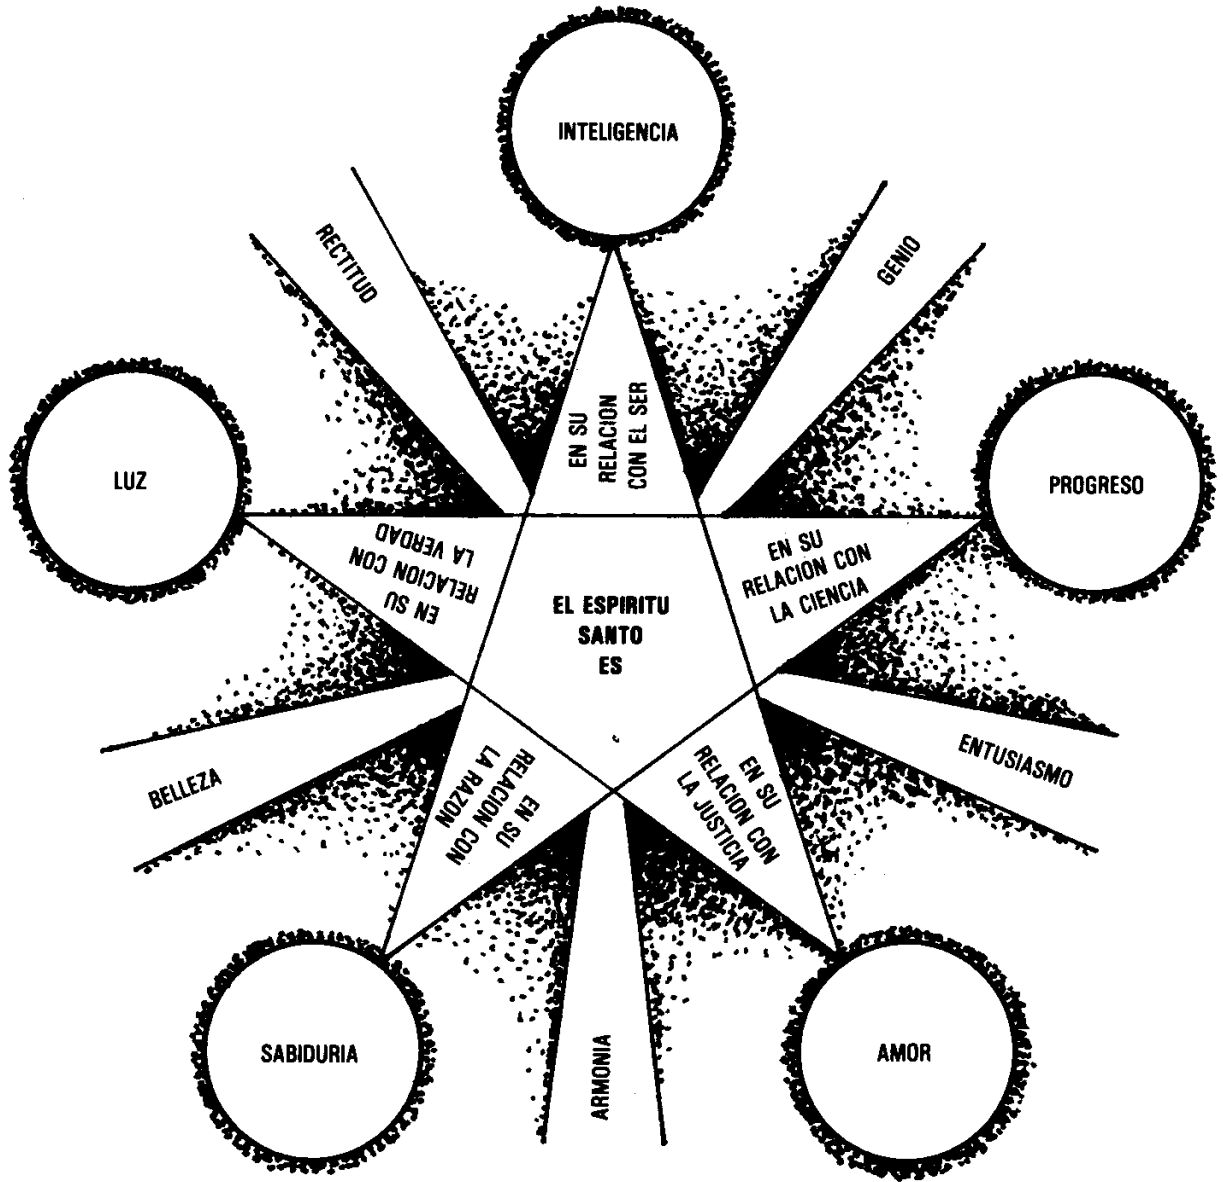 INTELIGENCIA
RECTITUD
GENIO
EN SU
RELACION
CON EL SER
LUZ
PROGRESO
EN SU
RELACION CON
LA VERDAD
EN SU
RELACION CON
LA CIENCIA
EL ESPIRITU
SANTO
ES
BELLEZA
ENTUSIASMO
EN SU
RELACION CON
LA RAZON
EN SU
RELACION CON
LA JUSTICIA
SABIDURIA
ARMONIA
AMOR